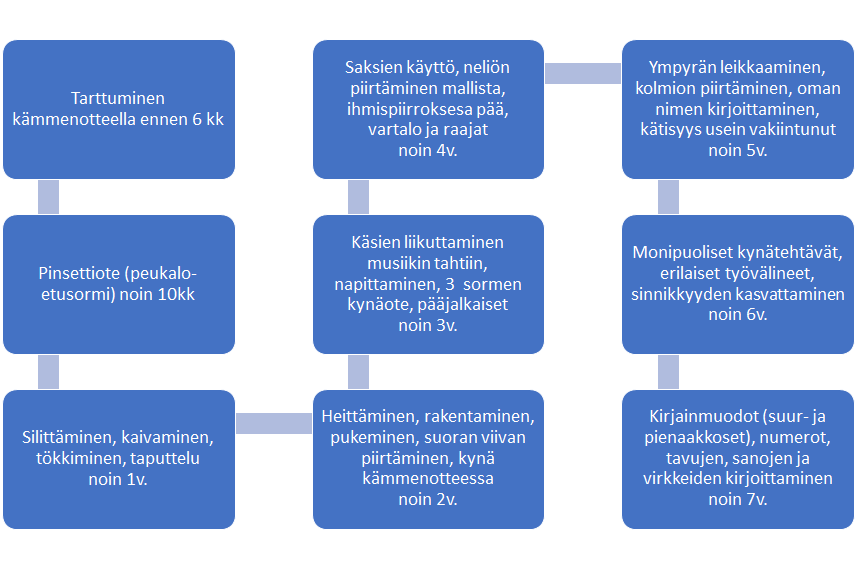 Tarttuminen
kämmenotteella ennen 6 kk
Pinsettiote (peukalo-
etusormi) noin 10kk
Silittäminen, kaivaminen,
tökkiminen, taputtelu
noin 1v.
Heittäminen, rakentaminen,
pukeminen, suoran viivan
piirtäminen, kynä
kämmenotteessa
noin 2v.
Käsien liikuttaminen
musiikin tahtiin,
napittaminen, 3 sormen
kynäote, pääjalkaiset
noin 3v.
Saksien käyttö, neliön
piirtäminen mallista,
ihmispiirroksesa pää,
vartalo ja raajat
noin 4v.
Ympyrän leikkaaminen,
kolmion piirtäminen, oman
nimen kirjoittaminen,
kätisyys usein vakiintunut
noin 5v.
Monipuoliset kynätehtävät,
erilaiset työvälineet,
sinnikkyyden kasvattaminen
noin 6v.
Kirjainmuodot (suur- ja
pienaakkoset), numerot,
tavujen, sanojen ja
virkkeiden kirjoittaminen
noin 7v.